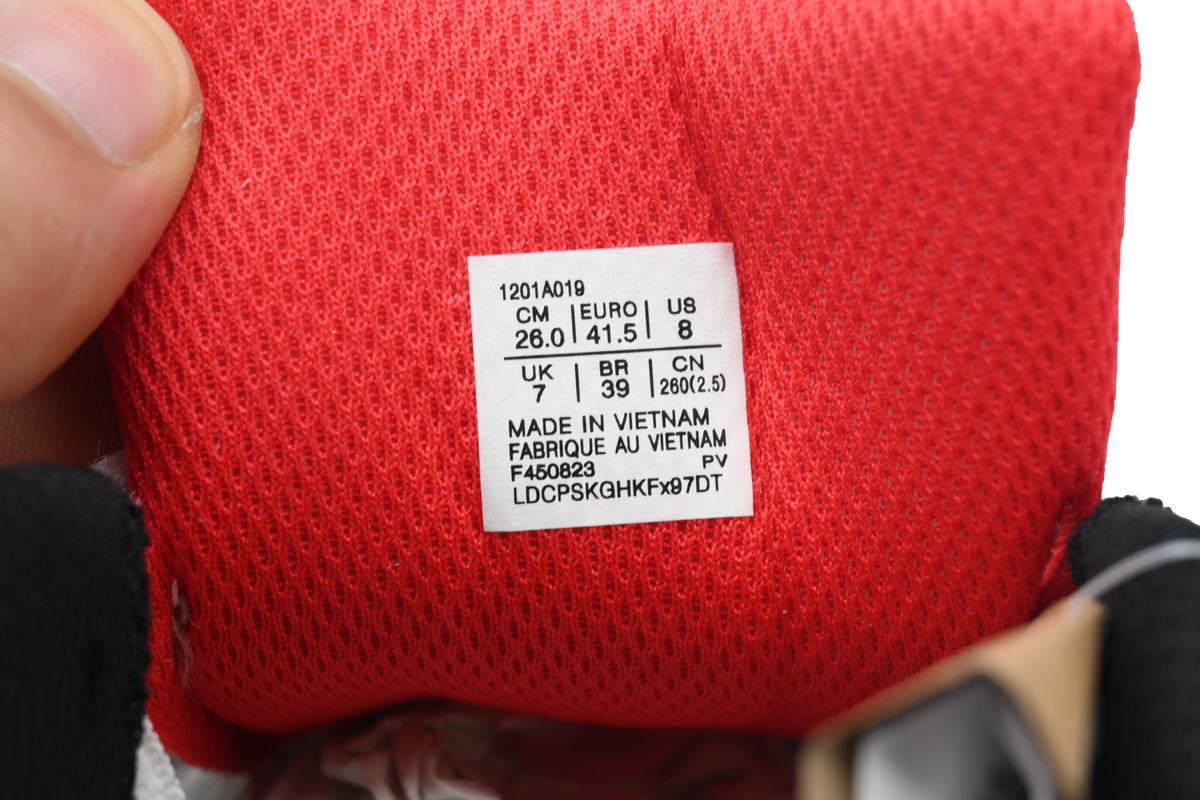 1201A019
CM | EURO | US
26.0 | 41.5 | 8
UK | BR | CN
7 | 39 | 260(2.5)
MADE IN VIETNAM
FABRIQUE AU VIETNAM
F450823 PV
LDCPSKGHKFx97DT